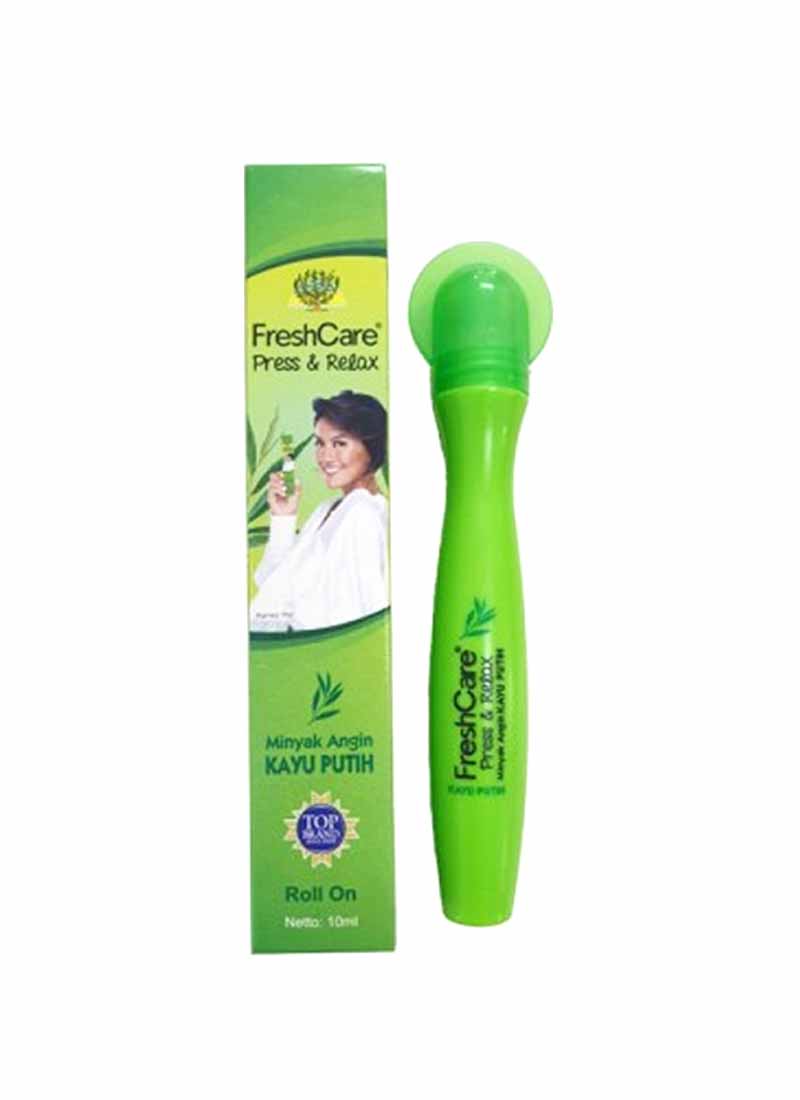 FreshCare®
Press & Relax
Minyak Angin
KAYU PUTIH
TOP
BRAND
Roll On
Netto: 10ml
FreshCare®
Press & Relax
Minyak Angin KAYU PUTIH
KAYU PUTIH